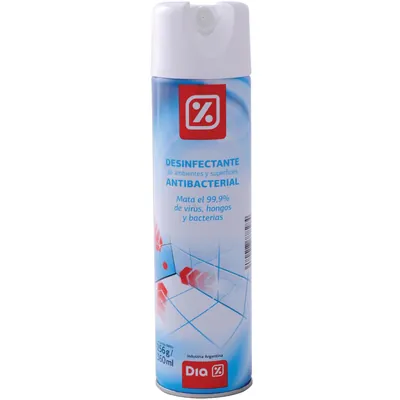 %
DESINFECTANTE
de ambientes y superficies
ANTIBACTERIAL
Mata el 99,9%
de virus, hongos
y bacterias
Industria Argentina
Dia %